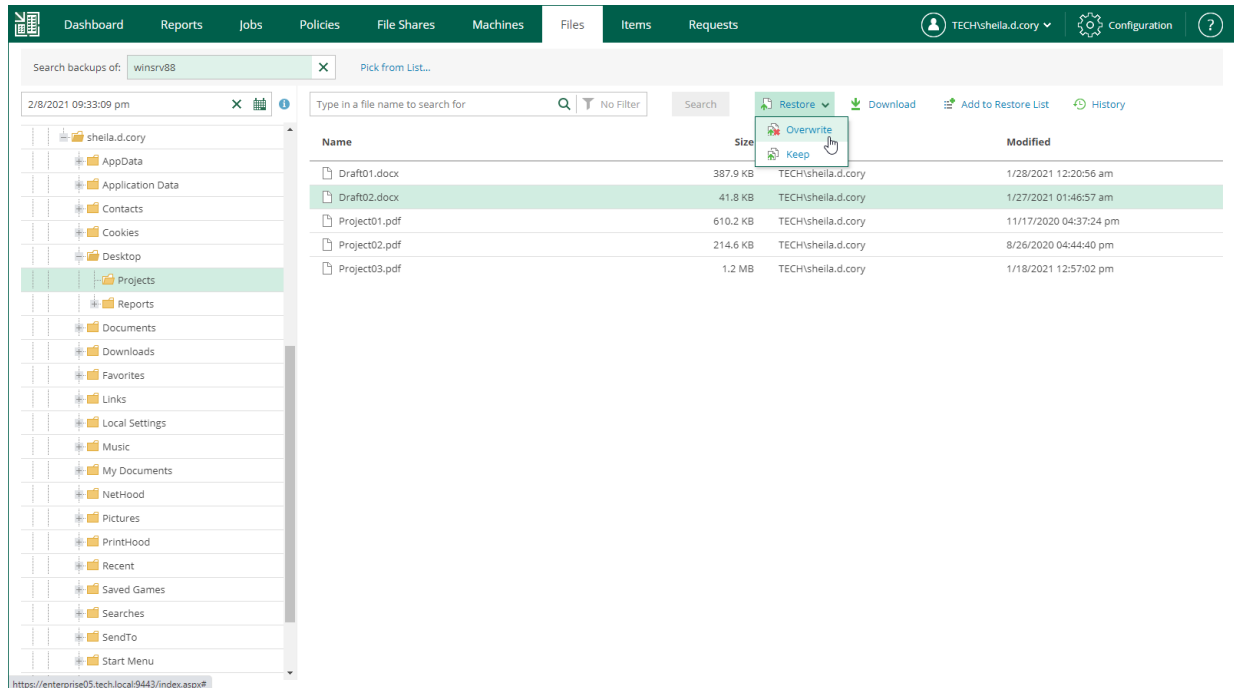 Dashboard Reports Jobs Policies File Shares Machines Files Items Requests TECH\sheila.d.cory Configuration ?
Search backups of: winsrv88 Pick from List...
2/8/2021 09:33:09 pm Type in a file name to search for No Filter Search Restore Download Add to Restore List History
Overwrite
Keep
Name Size Modified
Draft01.docx 387.9 KB TECH\sheila.d.cory 1/28/2021 12:20:56 am
Draft02.docx 41.8 KB TECH\sheila.d.cory 1/27/2021 01:46:57 am
Project01.pdf 610.2 KB TECH\sheila.d.cory 11/17/2020 04:37:24 pm
Project02.pdf 214.6 KB TECH\sheila.d.cory 8/26/2020 04:44:40 pm
Project03.pdf 1.2 MB TECH\sheila.d.cory 1/18/2021 12:57:02 pm
sheila.d.cory
AppData
Application Data
Contacts
Cookies
Desktop
Projects
Reports
Documents
Downloads
Favorites
Links
Local Settings
Music
My Documents
NetHood
Pictures
PrintHood
Recent
Saved Games
Searches
SendTo
Start Menu
https://enterprise05.tech.local:9443/index.aspx#